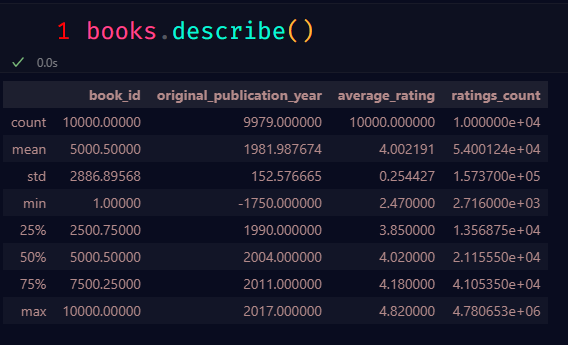 1 books.describe()
0.0s
book_id original_publication_year average_rating ratings_count
count 10000.00000 9979.000000 10000.000000 1.000000e+04
mean 5000.50000 1981.987674 4.002191 5.400124e+04
std 2886.89568 152.576665 0.254427 1.573700e+05
min 1.00000 -1750.000000 2.470000 2.716000e+03
25% 2500.75000 1990.000000 3.850000 1.356875e+04
50% 5000.50000 2004.000000 4.020000 2.115550e+04
75% 7500.25000 2011.000000 4.180000 4.105350e+04
max 10000.00000 2017.000000 4.820000 4.780653e+06